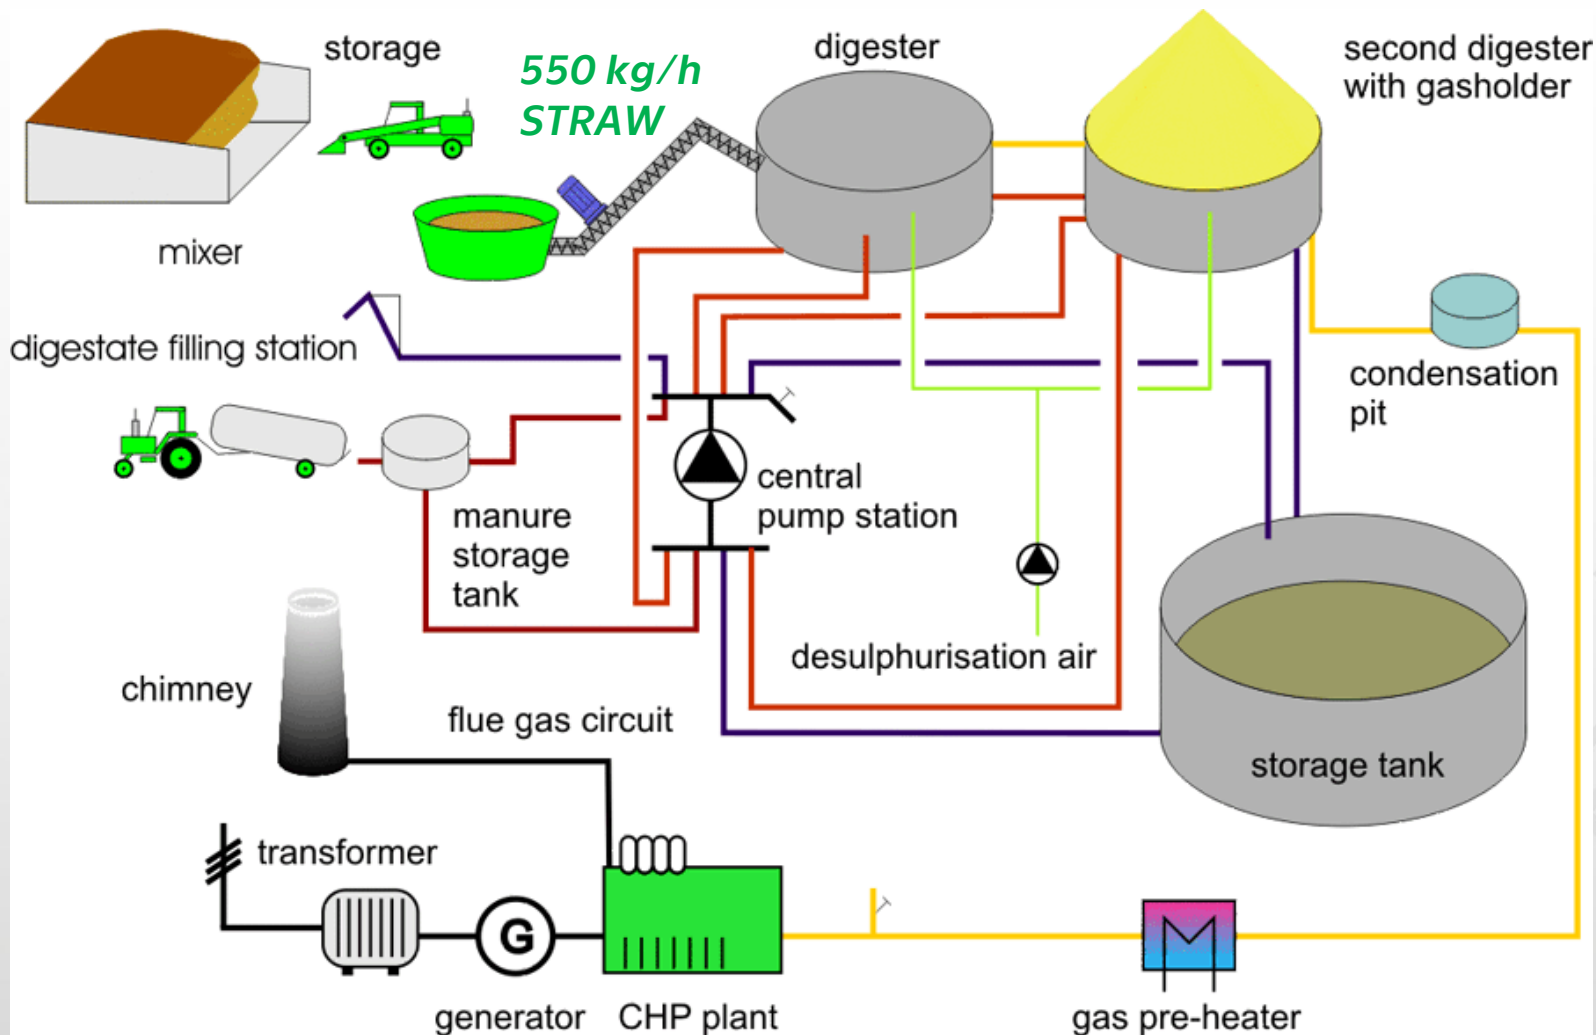 storage
550 kg/h
STRAW
digester
second digester
with gasholder
mixer
digestate filling station
condensation
pit
central
pump station
manure
storage
tank
desulphurisation air
chimney
flue gas circuit
storage tank
transformer
G
generator
CHP plant
gas pre-heater